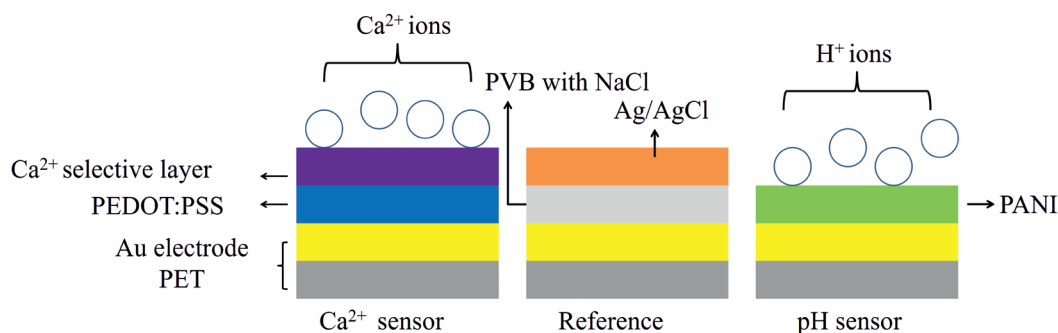 Ca²⁺ ions
H⁺ ions
PVB with NaCl
Ag/AgCl
Ca²⁺ selective layer
PEDOT:PSS
PANI
Au electrode
PET
Ca²⁺ sensor
Reference
pH sensor